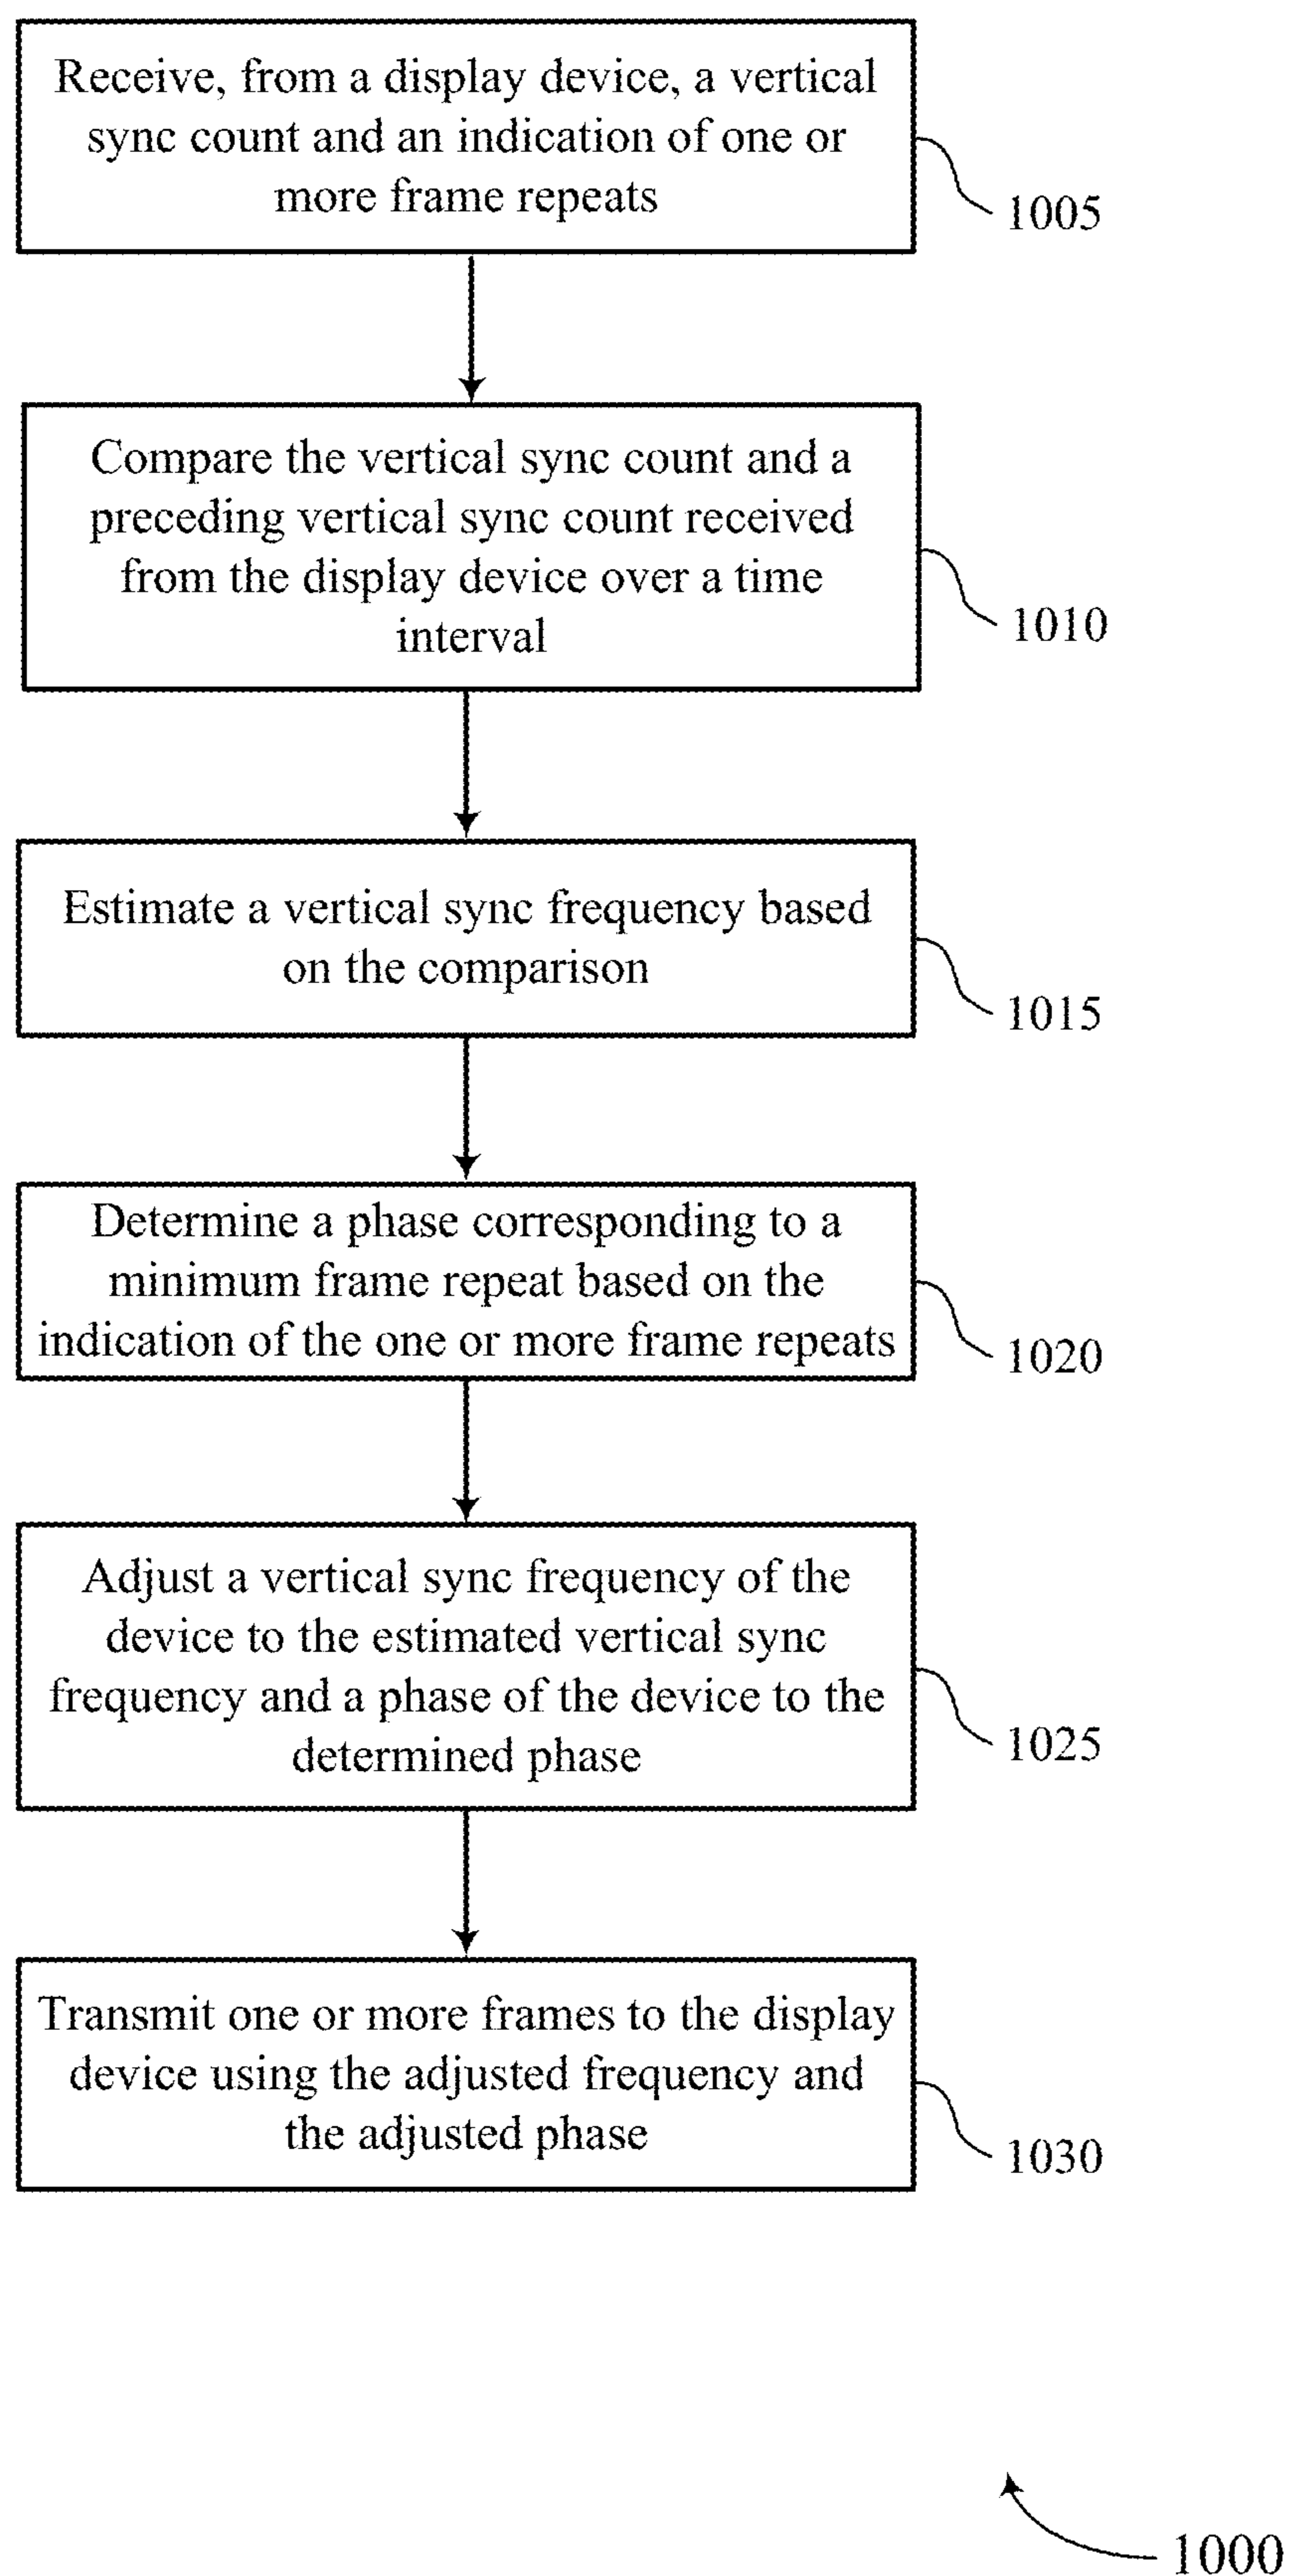 Receive, from a display device, a vertical
sync count and an indication of one or
more frame repeats
1005
Compare the vertical sync count and a
preceding vertical sync count received
from the display device over a time
interval
1010
Estimate a vertical sync frequency based
on the comparison
1015
Determine a phase corresponding to a
minimum frame repeat based on the
indication of the one or more frame repeats
1020
Adjust a vertical sync frequency of the
device to the estimated vertical sync
frequency and a phase of the device to the
determined phase
1025
Transmit one or more frames to the display
device using the adjusted frequency and
the adjusted phase
1030
1000